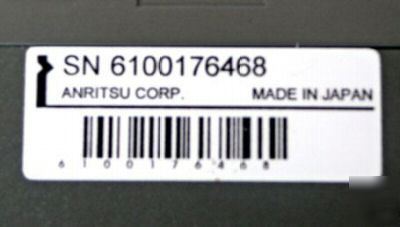 SN 6100176468
ANRITSU CORP. MADE IN JAPAN
6100176468